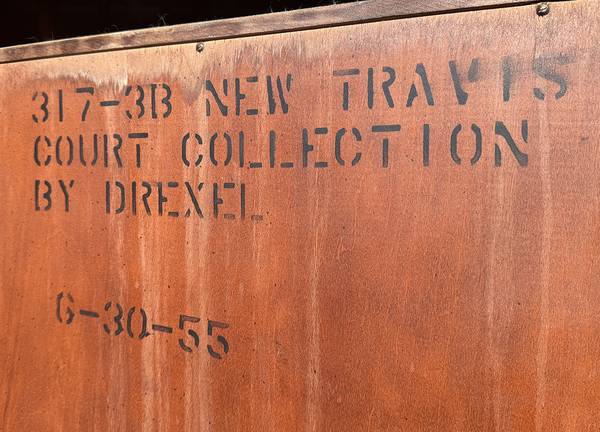 317-3B NEW TRAVIS
COURT COLLECTION
BY DREXEL
6-30-55